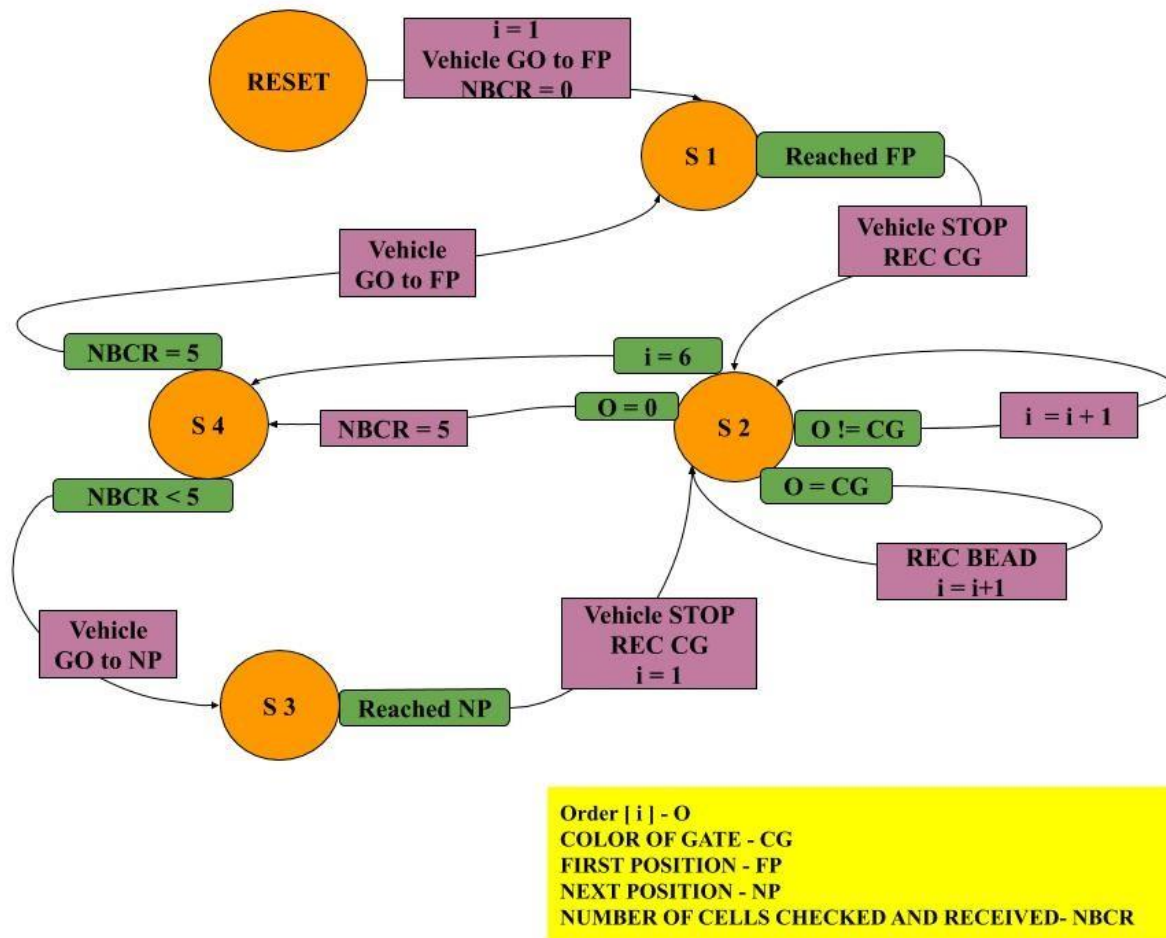 i = 1
Vehicle GO to FP
NBCR = 0
RESET
S 1
Reached FP
Vehicle STOP
REC CG
Vehicle
GO to FP
NBCR = 5
i = 6
O = 0
NBCR = 5
S 4
S 2
O != CG
i = i + 1
O = CG
NBCR < 5
REC BEAD
i = i+1
Vehicle
GO to NP
Vehicle STOP
REC CG
i = 1
S 3
Reached NP
Order [ i ] - O
COLOR OF GATE - CG
FIRST POSITION - FP
NEXT POSITION - NP
NUMBER OF CELLS CHECKED AND RECEIVED- NBCR